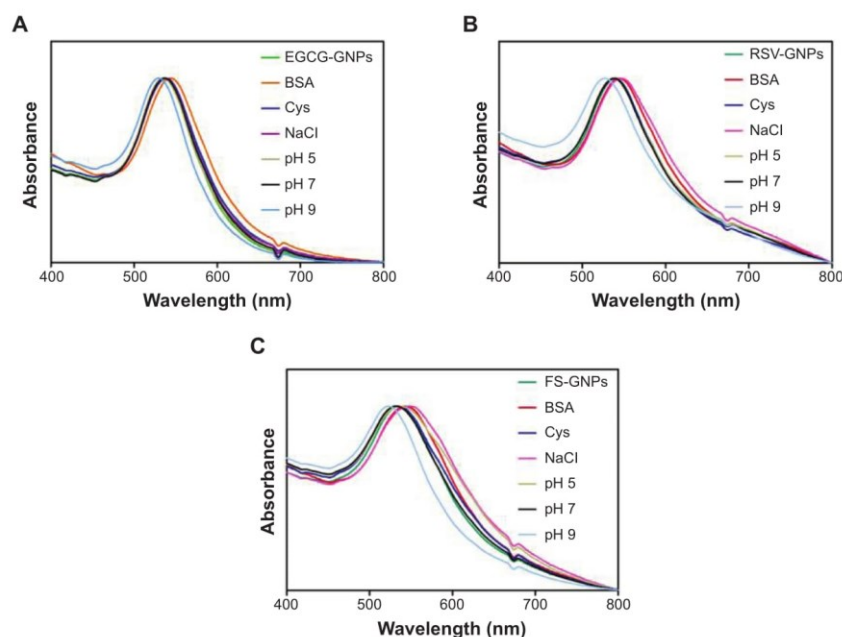 A
Absorbance
EGCG-GNPs
BSA
Cys
NaCl
pH 5
pH 7
pH 9
400 500 600 700 800
Wavelength (nm)
B
Absorbance
RSV-GNPs
BSA
Cys
NaCl
pH 5
pH 7
pH 9
400 500 600 700 800
Wavelength (nm)
C
Absorbance
FS-GNPs
BSA
Cys
NaCl
pH 5
pH 7
pH 9
400 500 600 700 800
Wavelength (nm)